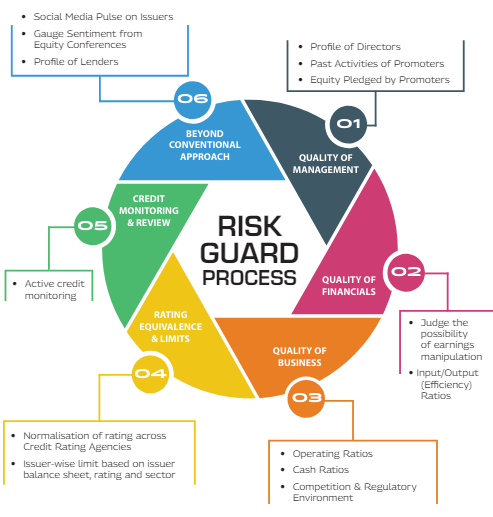 RISK
GUARD
PROCESS
01
QUALITY OF
MANAGEMENT
• Profile of Directors
• Past Activities of Promoters
• Equity Pledged by Promoters
02
QUALITY OF
FINANCIALS
• Judge the
possibility
of earnings
manipulation
• Input/Output
(Efficiency)
Ratios
03
QUALITY OF
BUSINESS
• Operating Ratios
• Cash Ratios
• Competition & Regulatory
Environment
04
RATING
EQUIVALENCE
& LIMITS
• Normalisation of rating across
Credit Rating Agencies
• Issuer-wise limit based on issuer
balance sheet, rating and sector
05
CREDIT
MONITORING
& REVIEW
• Active credit
monitoring
06
BEYOND
CONVENTIONAL
APPROACH
• Social Media Pulse on Issuers
• Gauge Sentiment from
Equity Conferences
• Profile of Lenders